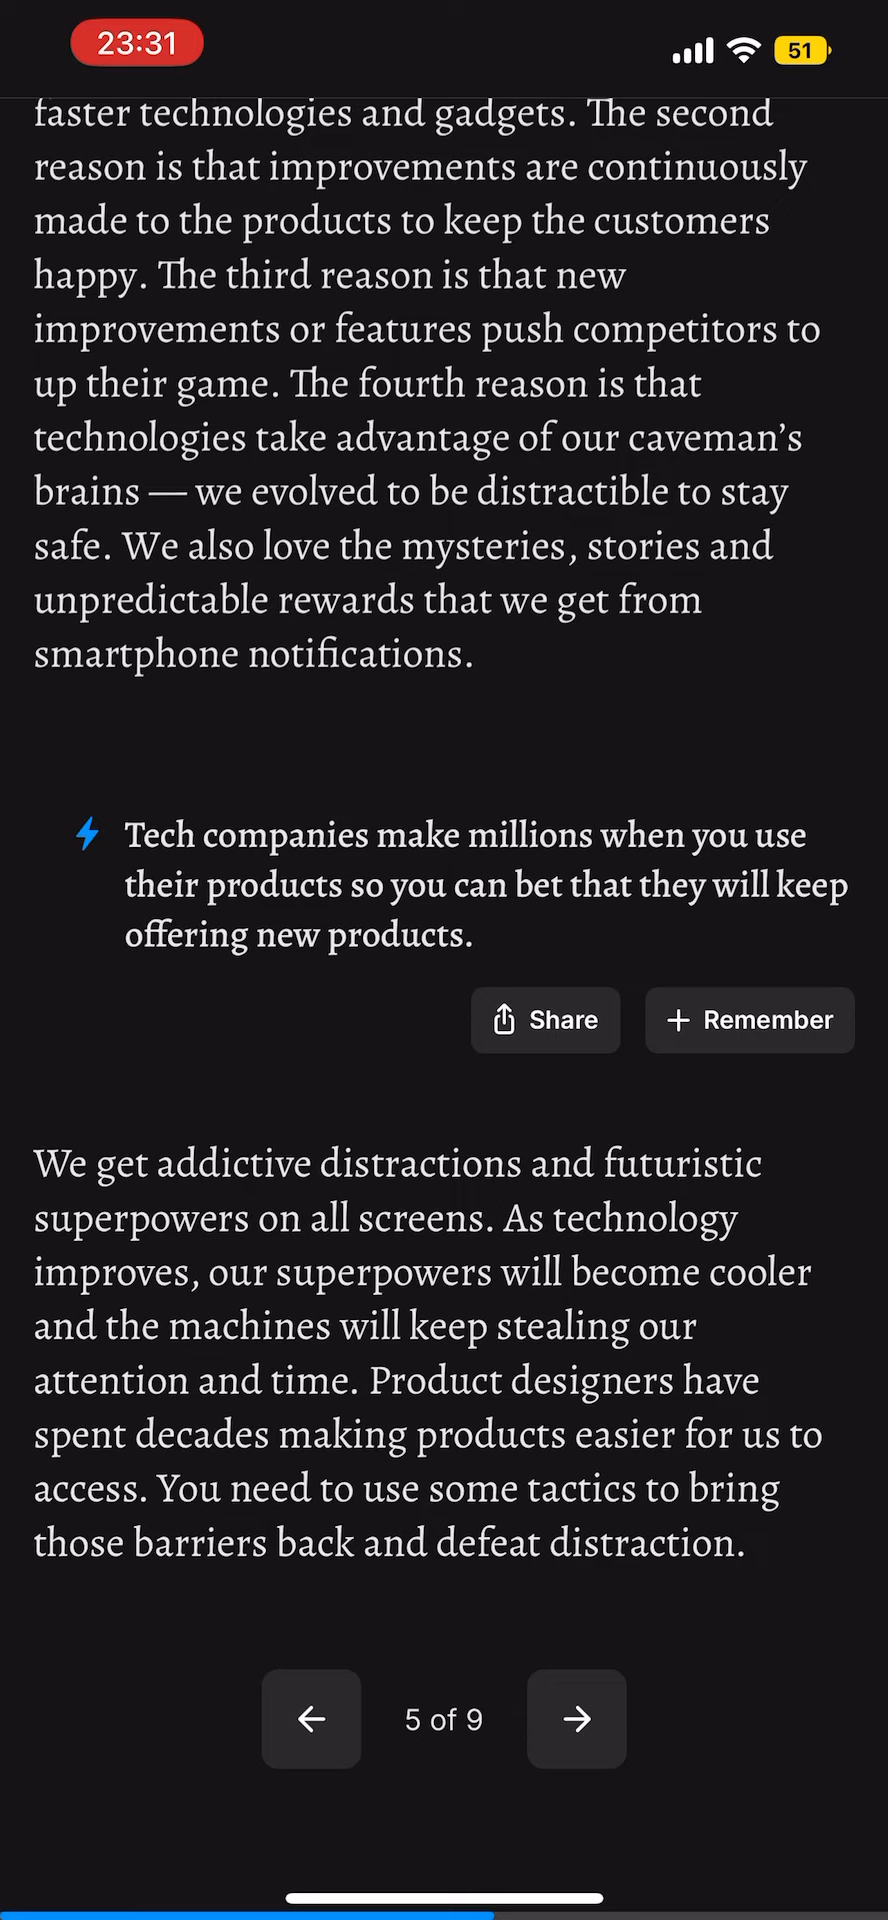 23:31
51
faster technologies and gadgets. The second
reason is that improvements are continuously
made to the products to keep the customers
happy. The third reason is that new
improvements or features push competitors to
up their game. The fourth reason is that
technologies take advantage of our caveman’s
brains — we evolved to be distractible to stay
safe. We also love the mysteries, stories and
unpredictable rewards that we get from
smartphone notifications.
Tech companies make millions when you use
their products so you can bet that they will keep
offering new products.
Share
Remember
We get addictive distractions and futuristic
superpowers on all screens. As technology
improves, our superpowers will become cooler
and the machines will keep stealing our
attention and time. Product designers have
spent decades making products easier for us to
access. You need to use some tactics to bring
those barriers back and defeat distraction.
5 of 9